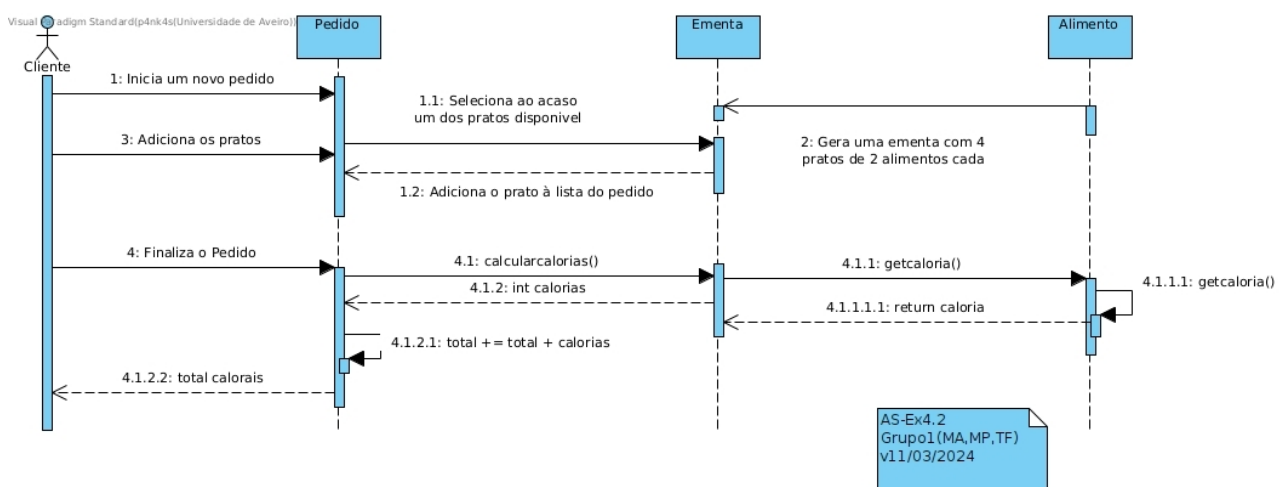 Visual Paradigm Standard(p4nk4s(Universidade de Aveiro))
Pedido
Ementa
Alimento
Cliente
1: Inicia um novo pedido
1.1: Seleciona ao acaso
um dos pratos disponivel
3: Adiciona os pratos
2: Gera uma ementa com 4
pratos de 2 alimentos cada
1.2: Adiciona o prato à lista do pedido
4: Finaliza o Pedido
4.1: calcularcalorias()
4.1.1: getcaloria()
4.1.1.1: getcaloria()
4.1.2: int calorias
4.1.1.1.1: return caloria
4.1.2.1: total += total + calorias
4.1.2.2: total calorais
AS-Ex4.2
Grupo1(MA,MP,TF)
v11/03/2024